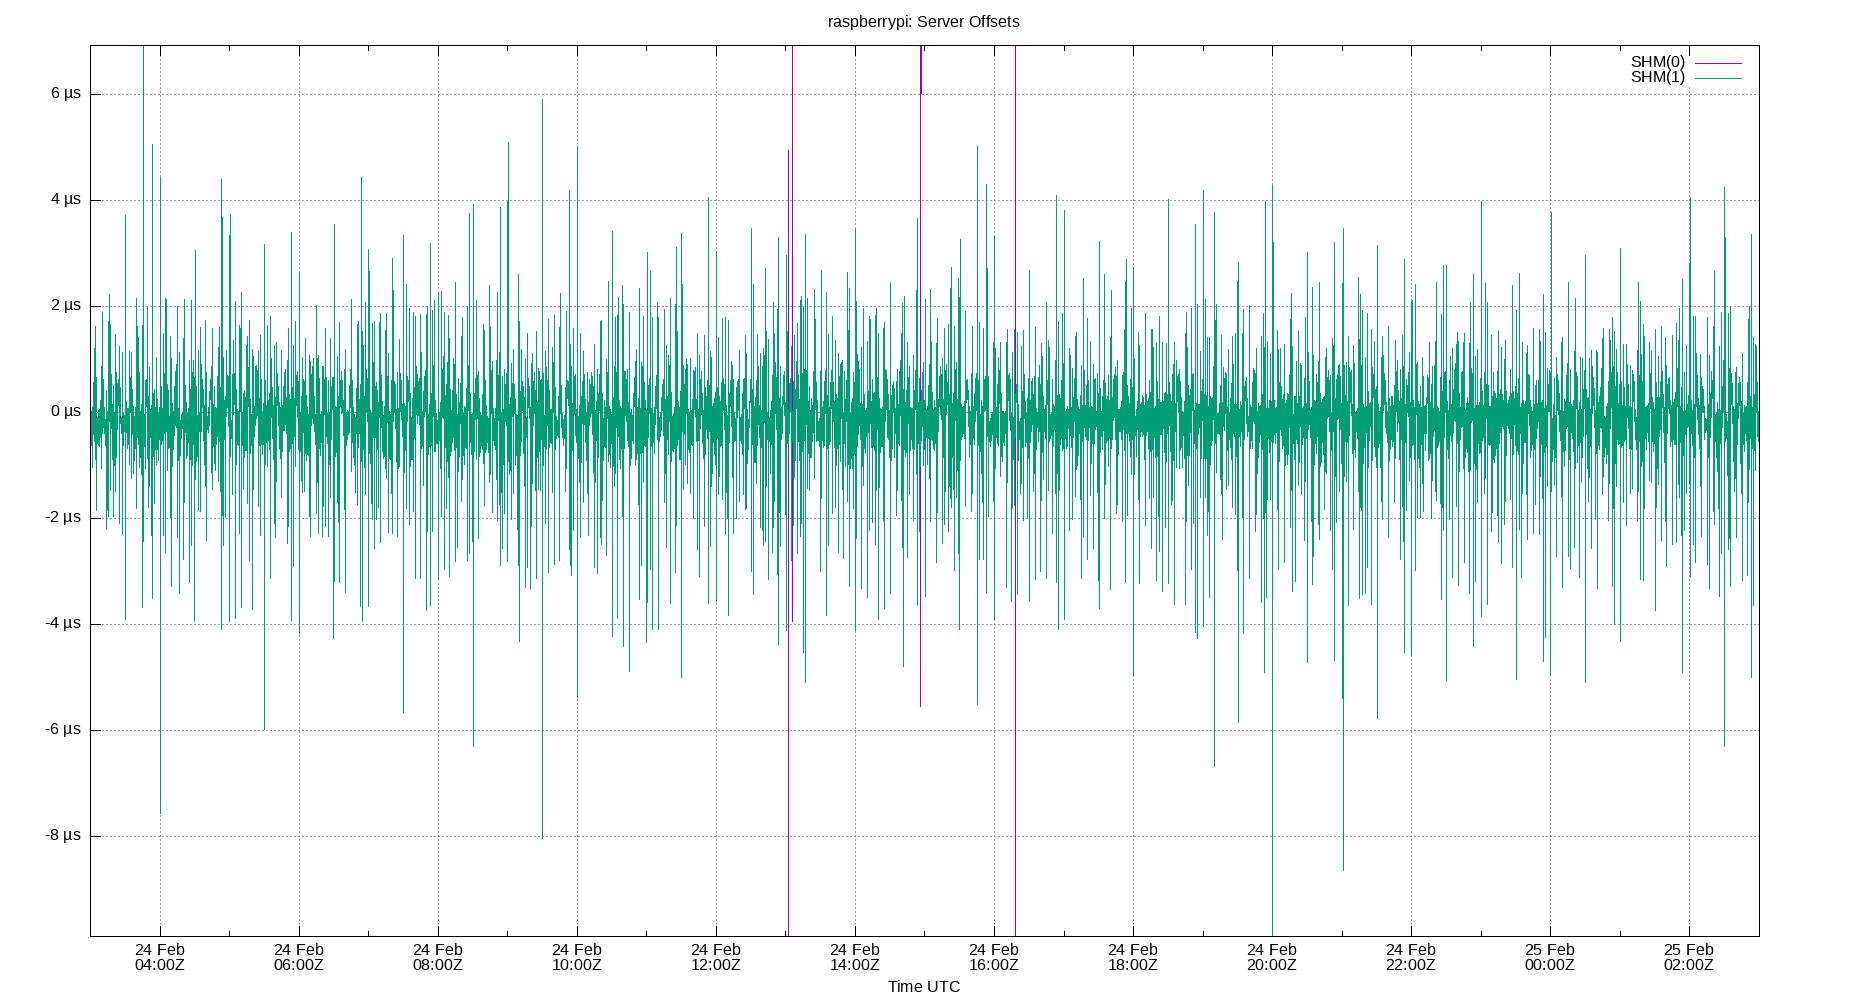 raspberrypi: Server Offsets
SHM(0)
SHM(1)
6 µs
4 µs
2 µs
0 µs
-2 µs
-4 µs
-6 µs
-8 µs
24 Feb 24 Feb 24 Feb 24 Feb 24 Feb 24 Feb 24 Feb 24 Feb 24 Feb 24 Feb 25 Feb 25 Feb
04:00Z 06:00Z 08:00Z 10:00Z 12:00Z 14:00Z 16:00Z 18:00Z 20:00Z 22:00Z 00:00Z 02:00Z
Time UTC